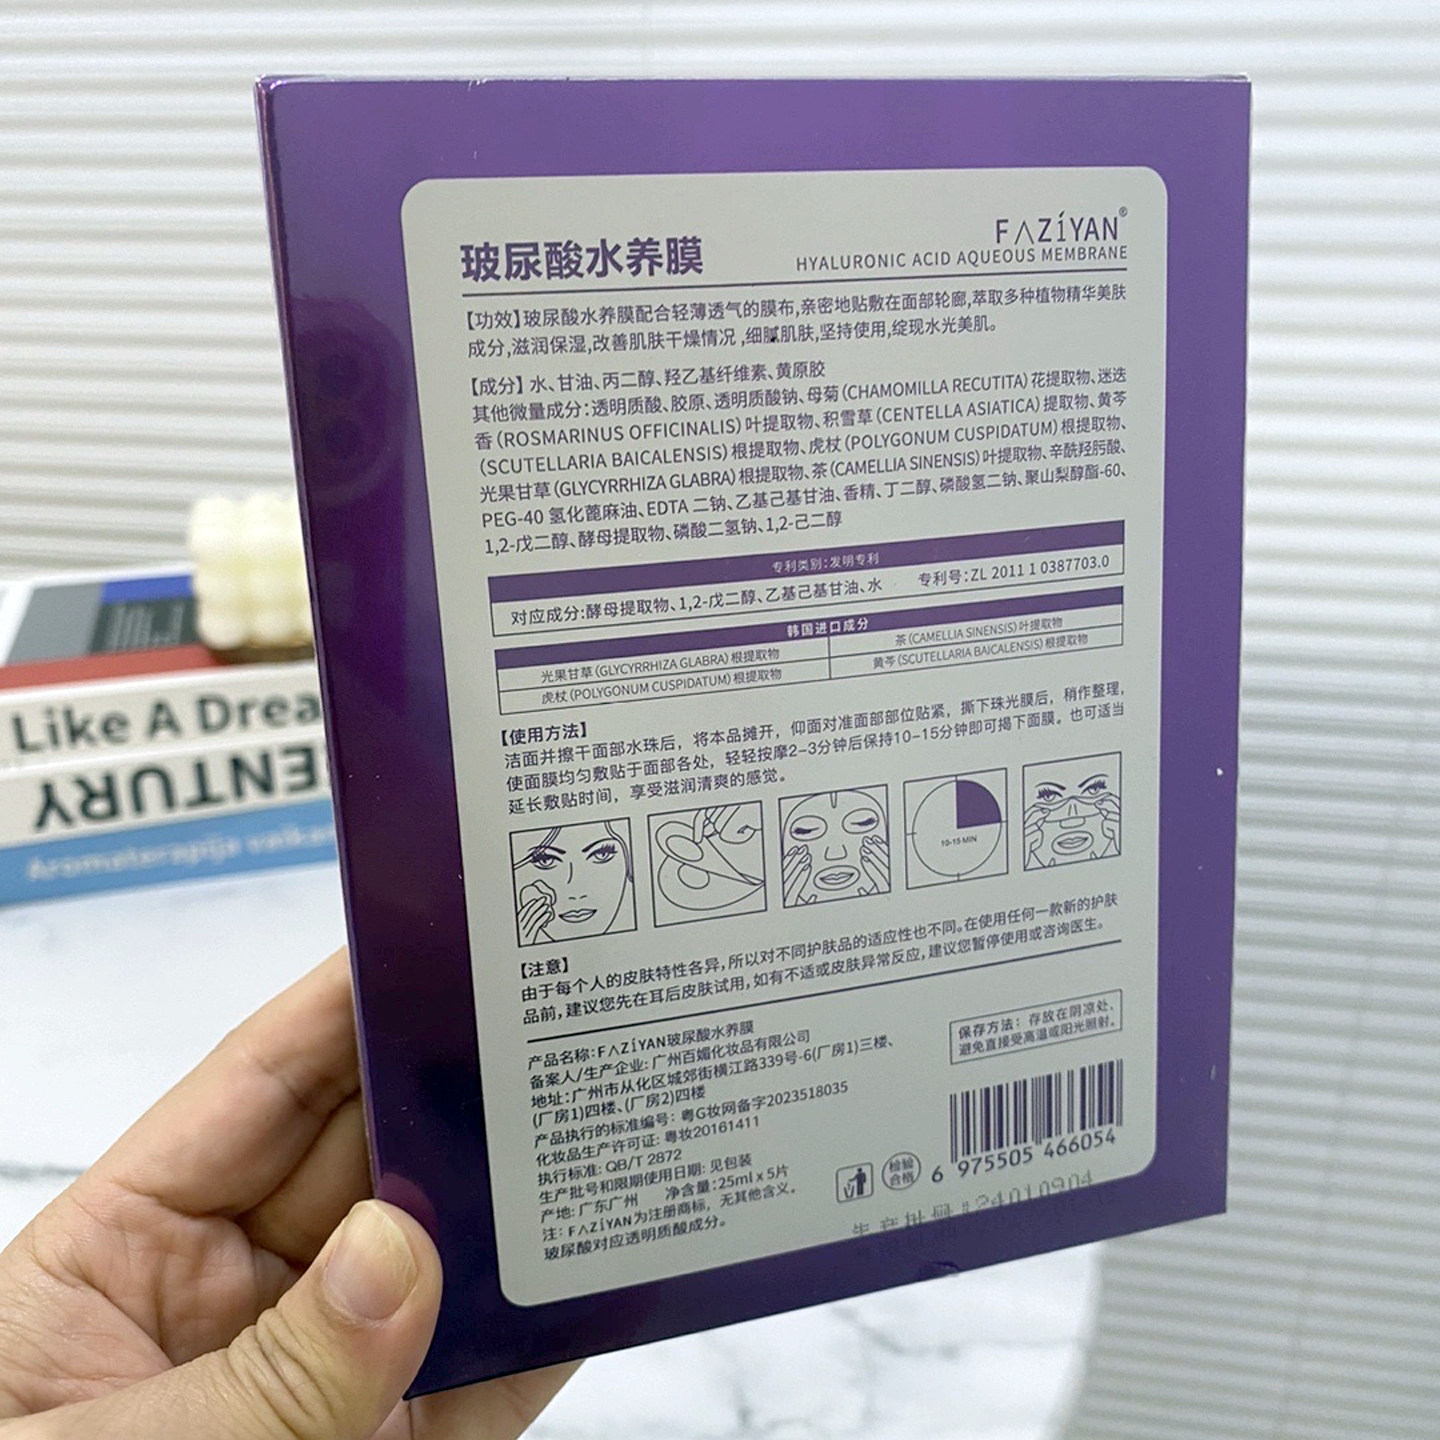 玻尿酸水养膜
FΛZíYAN®
HYALURONIC ACID AQUEOUS MEMBRANE
【功效】玻尿酸水养膜配合轻薄透气的膜布,亲密地贴敷在面部轮廊,萃取多种植物精华美肤
成分,滋润保湿,改善肌肤干燥情况,细腻肌肤,坚持使用,绽现水光美肌。
【成分】水、甘油、丙二醇、羟乙基纤维素、黄原胶
其他微量成分:透明质酸、胶原、透明质酸钠、母菊(CHAMOMILLA RECUTITA)花提取物、迷迭
香(ROSMARINUS OFFICINALIS)叶提取物、积雪草(CENTELLA ASIATICA)提取物、黄芩
(SCUTELLARIA BAICALENSIS)根提取物、虎杖(POLYGONUM CUSPIDATUM)根提取物、
光果甘草(GLYCYRRHIZA GLABRA)根提取物、茶(CAMELLIA SINENSIS)叶提取物、辛酰羟肟酸、
PEG-40 氢化蓖麻油、EDTA 二钠、乙基己基甘油、香精、丁二醇、磷酸氢二钠、聚山梨醇酯-60、
1,2-戊二醇、酵母提取物、磷酸二氢钠、1,2-己二醇
专利类别:发明专利
对应成分:酵母提取物、1,2-戊二醇、乙基己基甘油、水 专利号:ZL 2011 1 0387703.0
韩国进口成分
光果甘草(GLYCYRRHIZA GLABRA)根提取物 茶(CAMELLIA SINENSIS)叶提取物
虎杖(POLYGONUM CUSPIDATUM)根提取物 黄芩(SCUTELLARIA BAICALENSIS)根提取物
【使用方法】
洁面并擦干面部水珠后，将本品摊开，仰面对准面部部位贴紧，撕下珠光膜后，稍作整理，
使面膜均匀敷贴于面部各处，轻轻按摩2-3分钟后保持10-15分钟即可揭下面膜。也可适当
延长敷贴时间，享受滋润清爽的感觉。
10-15 MIN
【注意】
由于每个人的皮肤特性各异,所以对不同护肤品的适应性也不同。在使用任何一款新的护肤
品前,建议您先在耳后皮肤试用,如有不适或皮肤异常反应,建议您暂停使用或咨询医生。
产品名称:FΛZíYAN玻尿酸水养膜
备案人/生产企业:广州百媚化妆品有限公司
地址:广州市从化区城郊街横江路339号-6(厂房1)三楼、
(厂房1)四楼、(厂房2)四楼
产品执行的标准编号：粤G妆网备字2023518035
化妆品生产许可证:粤妆20161411
执行标准:QB/T 2872
生产批号和限期使用日期:见包装
产地:广东广州 净含量:25ml x 5片
注：FΛZíYAN为注册商标，无其他含义。
玻尿酸对应透明质酸成分。
保存方法：存放在阴凉处、
避免直接受高温或阳光照射。
检验
合格
6 975505 466054
生产批号:24010904
Like A Drea
ENTURY
Aromaterapija